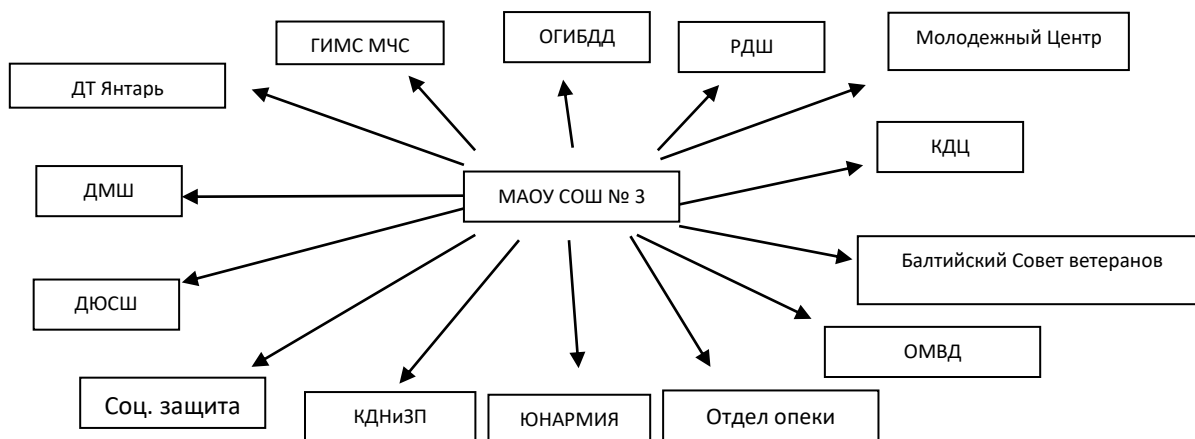 ГИМС МЧС
ОГИБДД
РДШ
Молодежный Центр
ДТ Янтарь
КДЦ
ДМШ
МАОУ СОШ № 3
Балтийский Совет ветеранов
ДЮСШ
ОМВД
Соц. защита
КДНиЗП
ЮНАРМИЯ
Отдел опеки